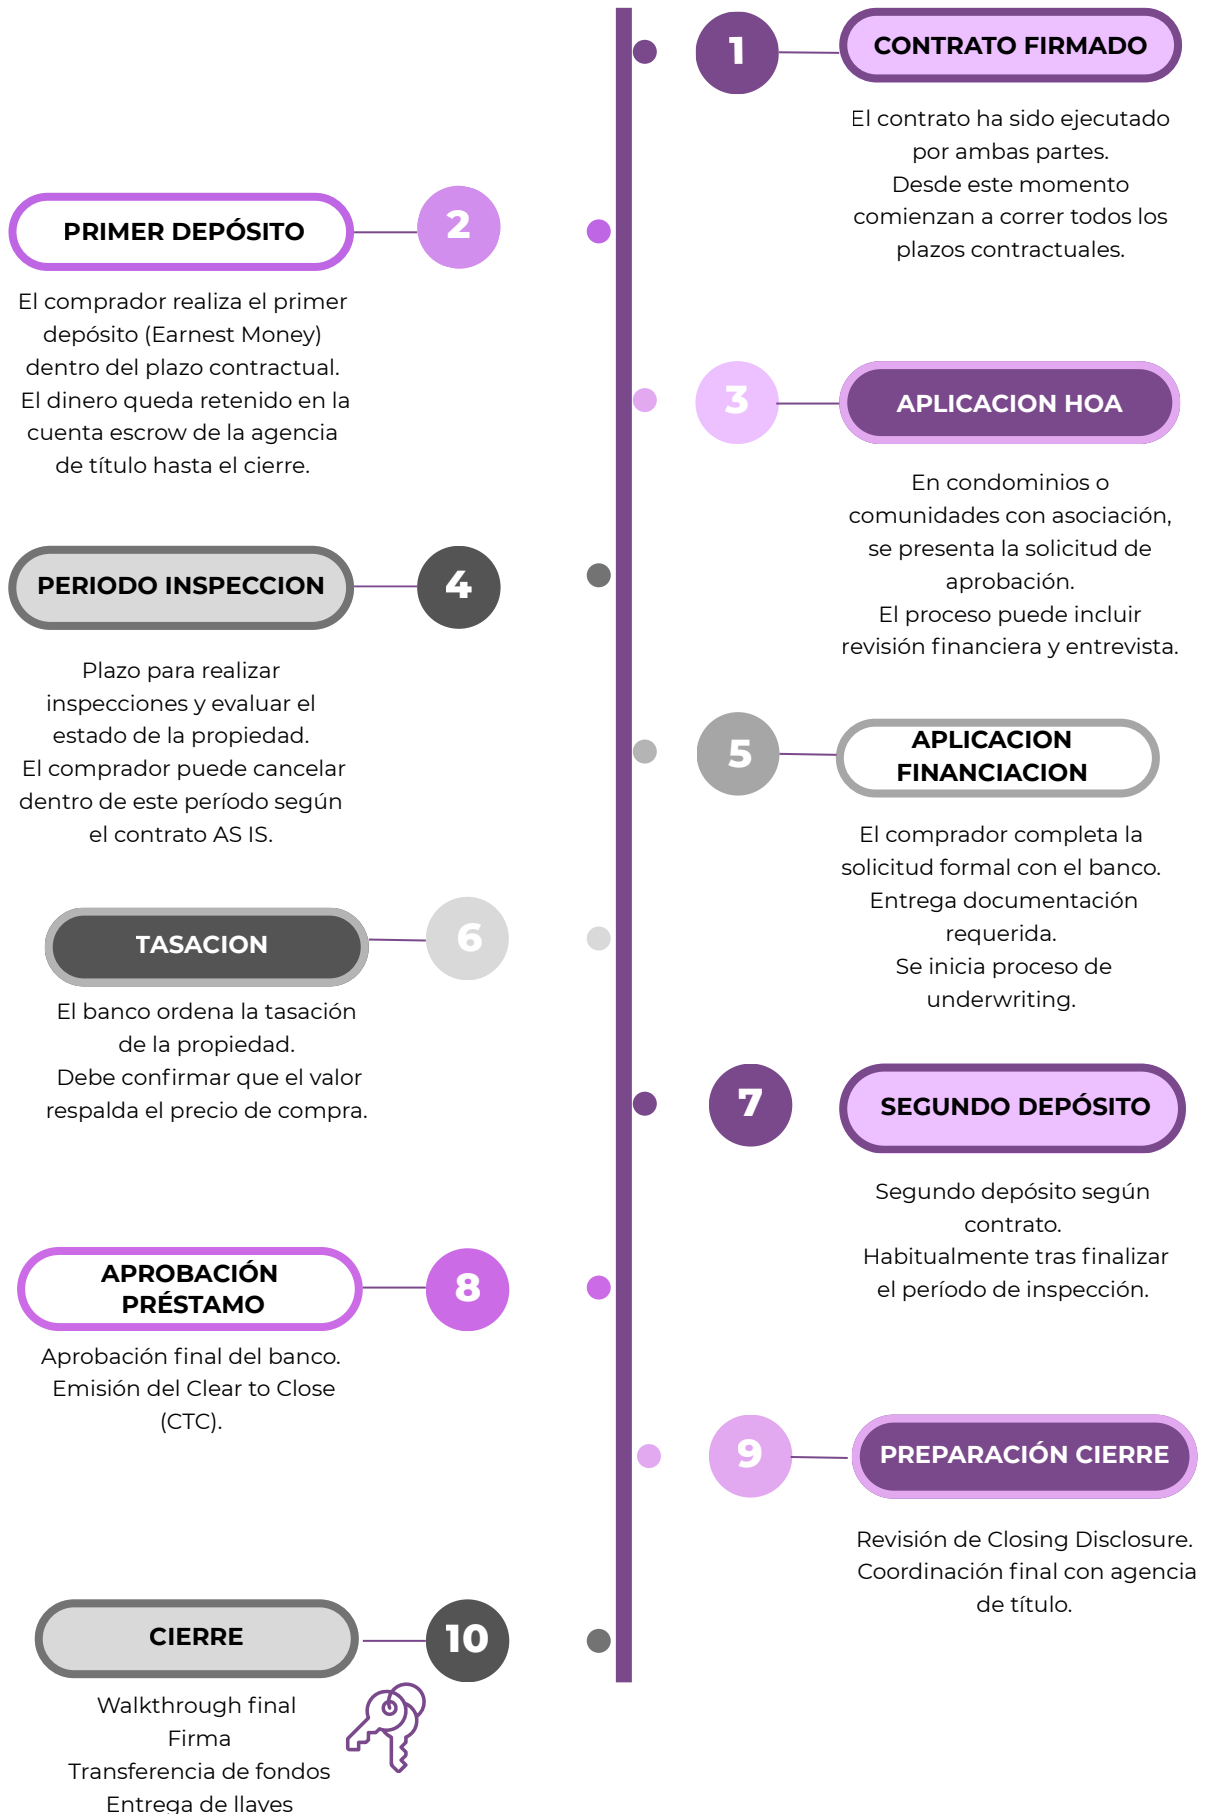 1
CONTRATO FIRMADO
El contrato ha sido ejecutado
por ambas partes.
Desde este momento
comienzan a correr todos los
plazos contractuales.
PRIMER DEPÓSITO
2
El comprador realiza el primer
depósito (Earnest Money)
dentro del plazo contractual.
El dinero queda retenido en la
cuenta escrow de la agencia
de título hasta el cierre.
3
APLICACION HOA
En condominios o
comunidades con asociación,
se presenta la solicitud de
aprobación.
El proceso puede incluir
revisión financiera y entrevista.
PERIODO INSPECCION
4
Plazo para realizar
inspecciones y evaluar el
estado de la propiedad.
El comprador puede cancelar
dentro de este período según
el contrato AS IS.
5
APLICACION
FINANCIACION
El comprador completa la
solicitud formal con el banco.
Entrega documentación
requerida.
Se inicia proceso de
underwriting.
TASACION
6
El banco ordena la tasación
de la propiedad.
Debe confirmar que el valor
respalda el precio de compra.
7
SEGUNDO DEPÓSITO
Segundo depósito según
contrato.
Habitualmente tras finalizar
el período de inspección.
APROBACIÓN
PRÉSTAMO
8
Aprobación final del banco.
Emisión del Clear to Close
(CTC).
9
PREPARACIÓN CIERRE
Revisión de Closing Disclosure.
Coordinación final con agencia
de título.
CIERRE
10
Walkthrough final
Firma
Transferencia de fondos
Entrega de llaves